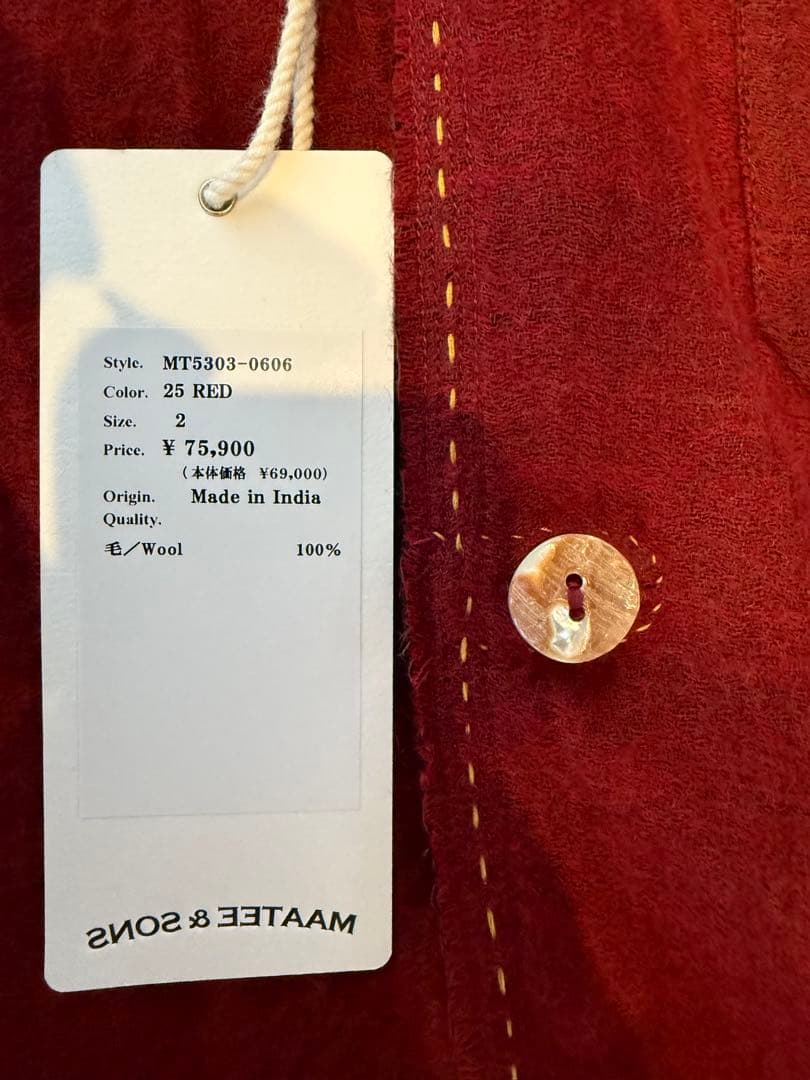 Style. MT5303-0606
Color. 25 RED
Size. 2
Price. ¥ 75,900
(本体価格 ¥69,000)
Origin. Made in India
Quality.
毛/Wool 100%
MAATEE & SONS